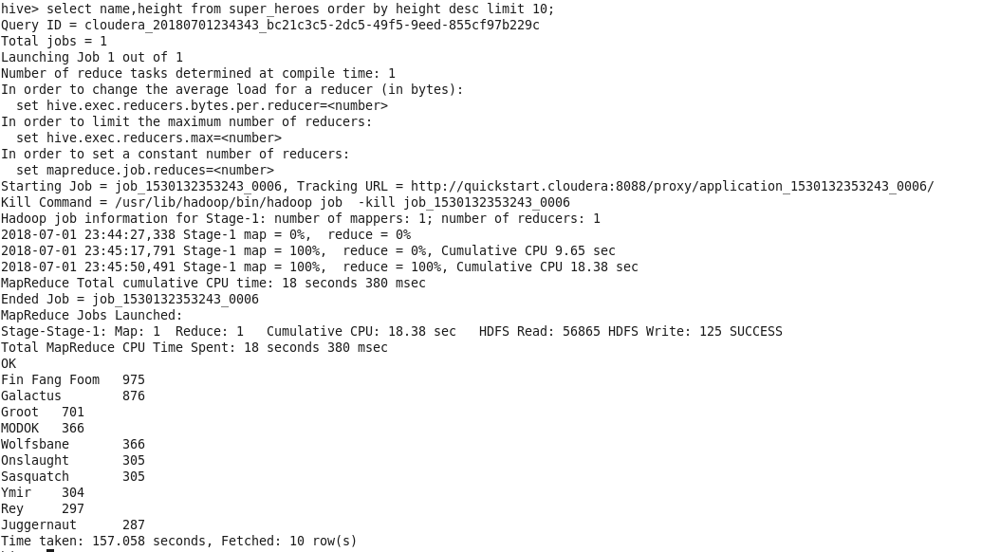 hive> select name,height from super_heroes order by height desc limit 10;
Query ID = cloudera_20180701234343_bc21c3c5-2dc5-49f5-9eed-855cf97b229c
Total jobs = 1
Launching Job 1 out of 1
Number of reduce tasks determined at compile time: 1
In order to change the average load for a reducer (in bytes):
  set hive.exec.reducers.bytes.per.reducer=<number>
In order to limit the maximum number of reducers:
  set hive.exec.reducers.max=<number>
In order to set a constant number of reducers:
  set mapreduce.job.reduces=<number>
Starting Job = job_1530132353243_0006, Tracking URL = http://quickstart.cloudera:8088/proxy/application_1530132353243_0006/
Kill Command = /usr/lib/hadoop/bin/hadoop job  -kill job_1530132353243_0006
Hadoop job information for Stage-1: number of mappers: 1; number of reducers: 1
2018-07-01 23:44:27,338 Stage-1 map = 0%,  reduce = 0%
2018-07-01 23:45:17,791 Stage-1 map = 100%,  reduce = 0%, Cumulative CPU 9.65 sec
2018-07-01 23:45:50,491 Stage-1 map = 100%,  reduce = 100%, Cumulative CPU 18.38 sec
MapReduce Total cumulative CPU time: 18 seconds 380 msec
Ended Job = job_1530132353243_0006
MapReduce Jobs Launched:
Stage-Stage-1: Map: 1  Reduce: 1   Cumulative CPU: 18.38 sec   HDFS Read: 56865 HDFS Write: 125 SUCCESS
Total MapReduce CPU Time Spent: 18 seconds 380 msec
OK
Fin Fang Foom   975
Galactus        876
Groot   701
MODOK   366
Wolfsbane       366
Onslaught       305
Sasquatch       305
Ymir    304
Rey     297
Juggernaut      287
Time taken: 157.058 seconds, Fetched: 10 row(s)